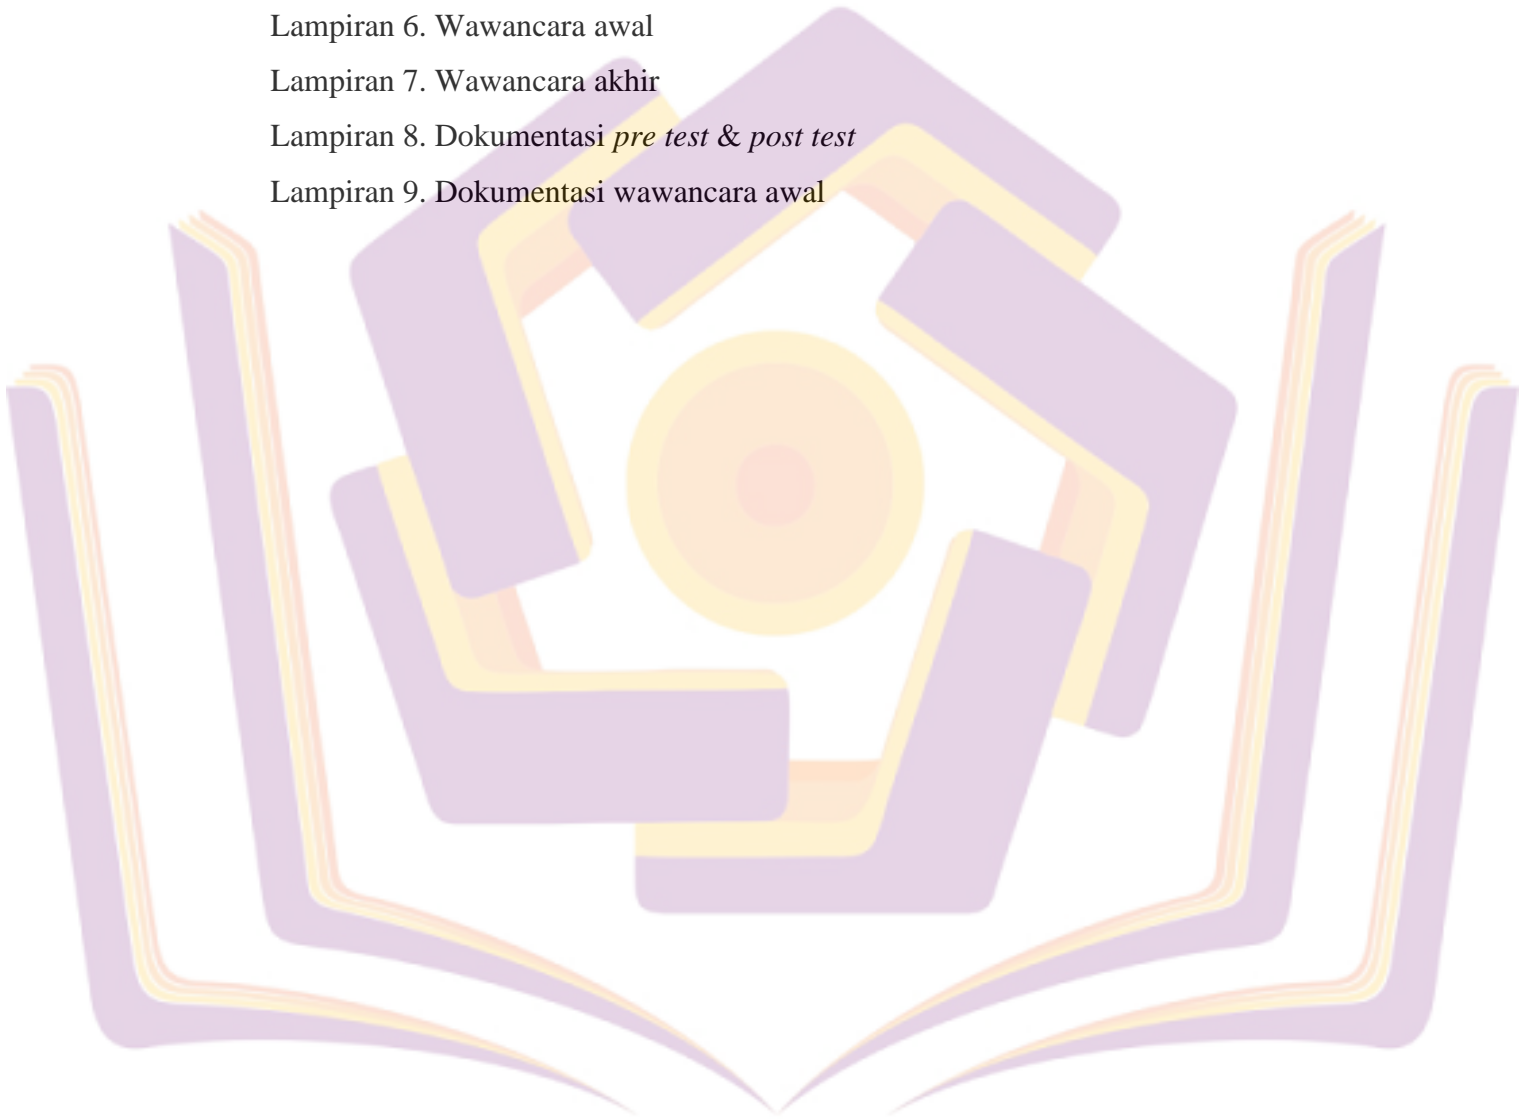 Lampiran 6. Wawancara awal
Lampiran 7. Wawancara akhir
Lampiran 8. Dokumentasi pre test & post test
Lampiran 9. Dokumentasi wawancara awal